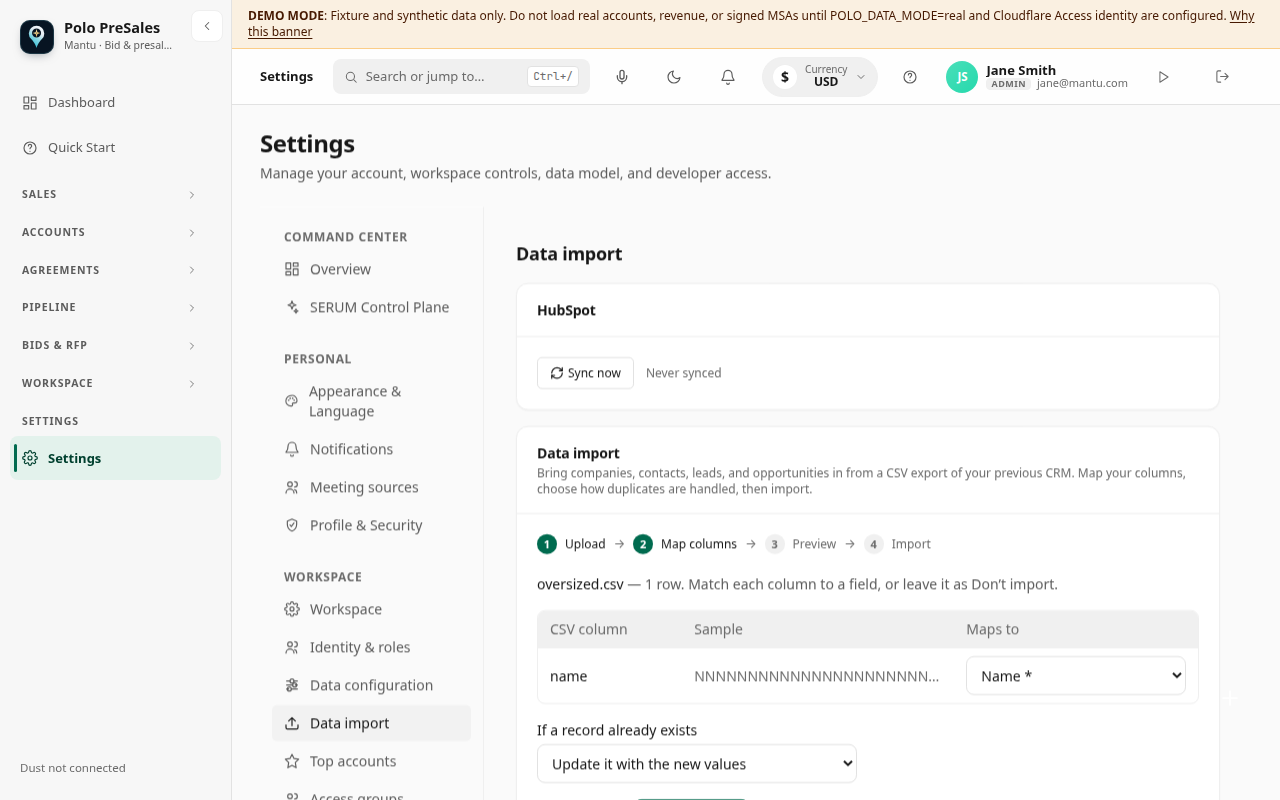 Polo PreSales
Mantu · Bid & presal...
Dashboard
Quick Start
SALES
ACCOUNTS
AGREEMENTS
PIPELINE
BIDS & RFP
WORKSPACE
SETTINGS
Settings
Dust not connected
DEMO MODE: Fixture and synthetic data only. Do not load real accounts, revenue, or signed MSAs until POLO_DATA_MODE=real and Cloudflare Access identity are configured. Why
this banner
Settings
Search or jump to...
Ctrl+/
$
Currency
USD
JS
Jane Smith
ADMIN jane@mantu.com
Settings
Manage your account, workspace controls, data model, and developer access.
COMMAND CENTER
Overview
SERUM Control Plane
PERSONAL
Appearance &
Language
Notifications
Meeting sources
Profile & Security
WORKSPACE
Workspace
Identity & roles
Data configuration
Data import
Top accounts
Access groups
Data import
HubSpot
Sync now
Never synced
Data import
Bring companies, contacts, leads, and opportunities in from a CSV export of your previous CRM. Map your columns,
choose how duplicates are handled, then import.
1 Upload → 2 Map columns → 3 Preview → 4 Import
oversized.csv — 1 row. Match each column to a field, or leave it as Don’t import.
CSV column Sample Maps to
name NNNNNNNNNNNNNNNNNNNNNN... Name *
If a record already exists
Update it with the new values